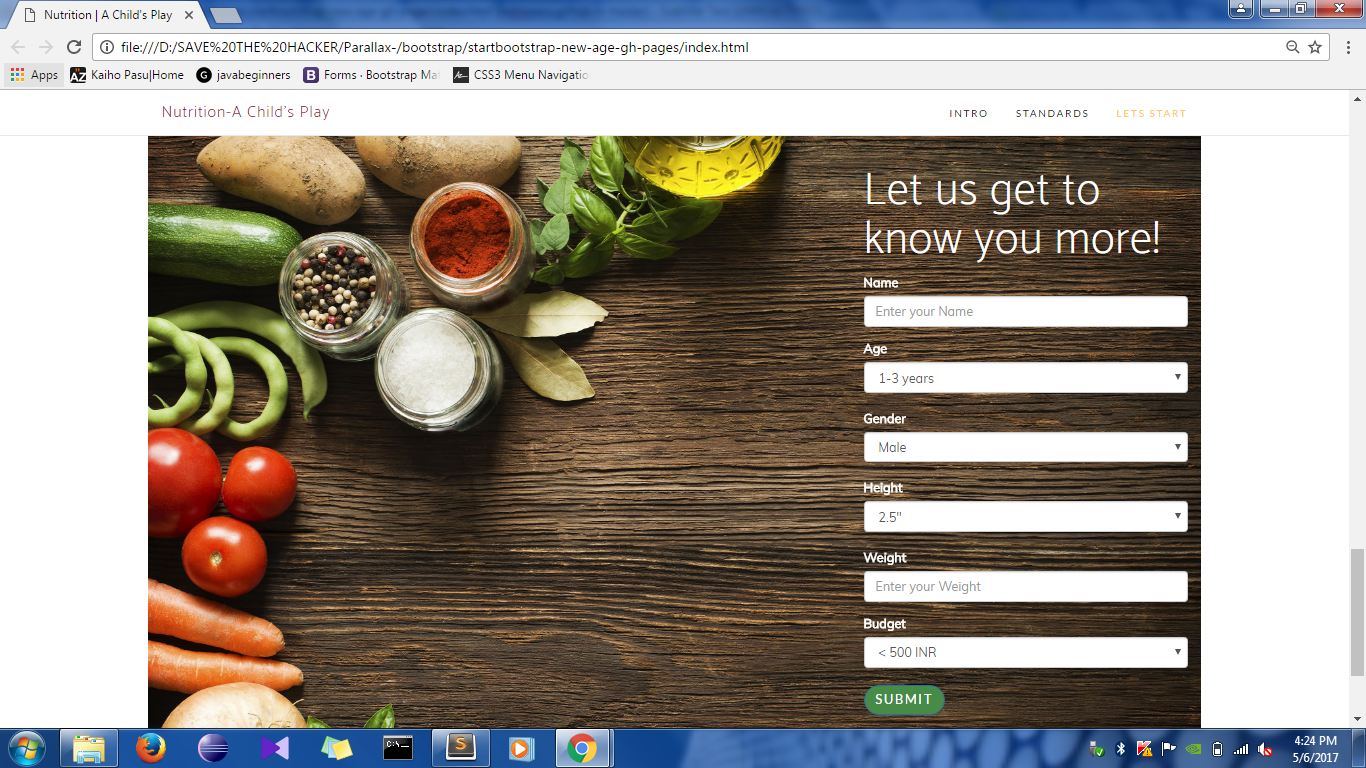 Nutrition | A Child's Play
file:///D:/SAVE%20THE%20HACKER/Parallax-/bootstrap/startbootstrap-new-age-gh-pages/index.html
Apps
AZ
Kaiho Pasu|Home
G
javabeginners
B
Forms · Bootstrap Ma
CSS3 Menu Navigatio
Nutrition-A Child's Play
INTRO STANDARDS LETS START
Let us get to
know you more!
Name
Enter your Name
Age
1-3 years
Gender
Male
Height
2.5"
Weight
Enter your Weight
Budget
< 500 INR
SUBMIT
C:\_
S
4:24 PM
5/6/2017